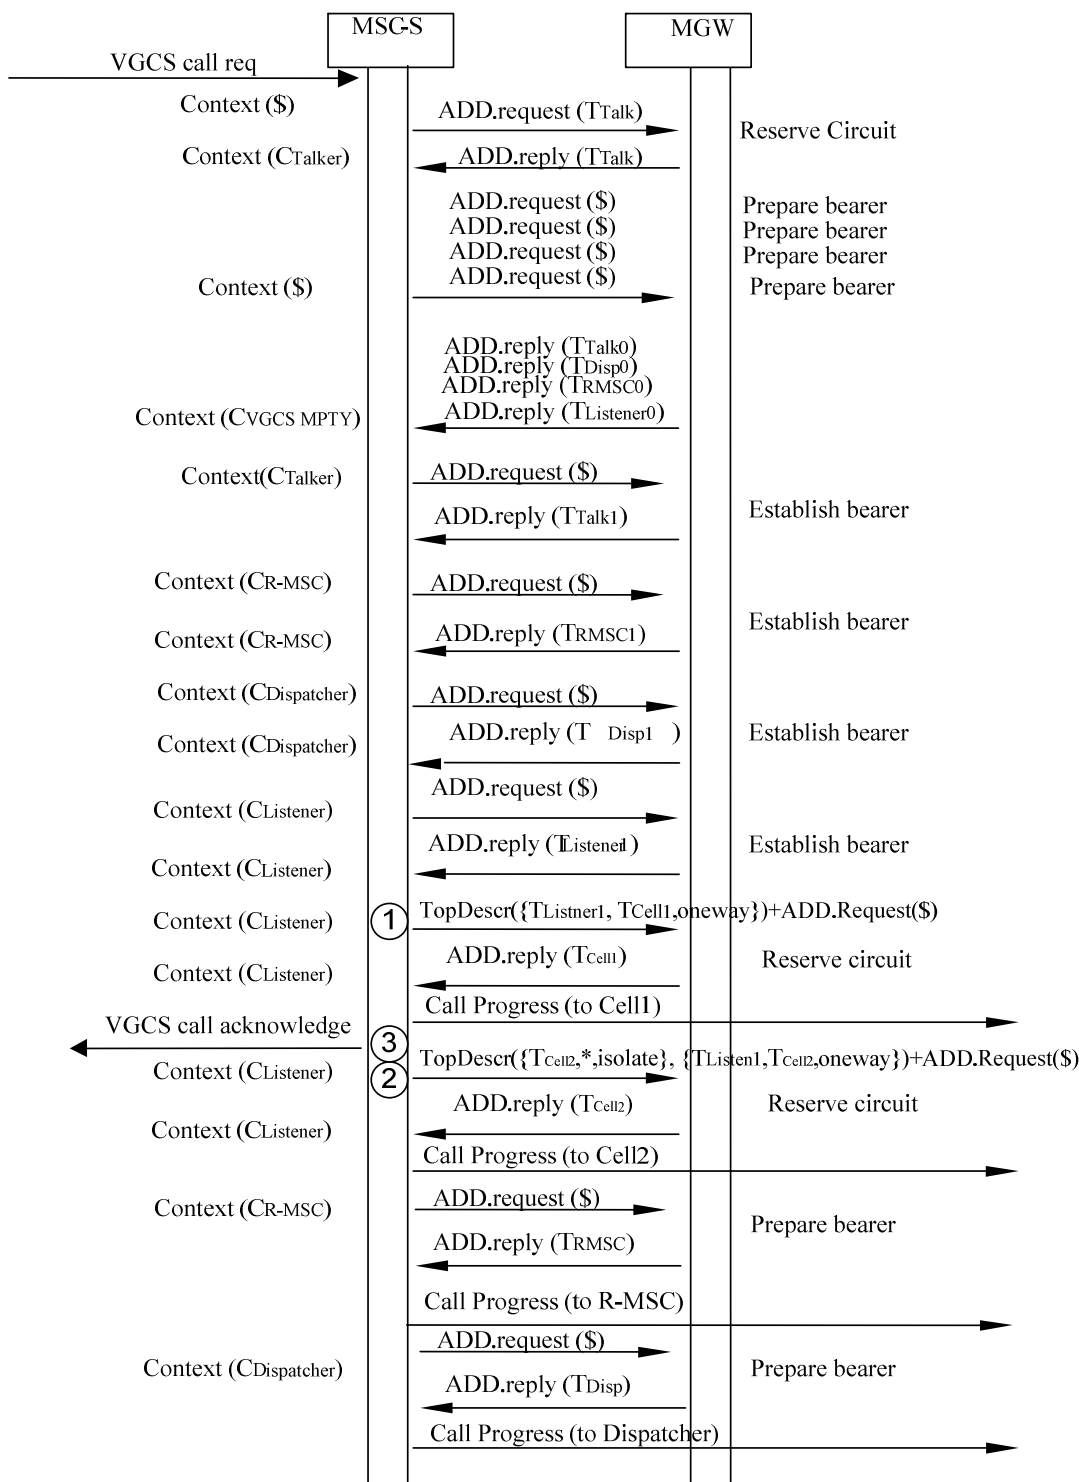 MSC-S MGW
VGCS call req
Context ($) ADD.request (TTalk)
Reserve Circuit
Context (CTalker) ADD.reply (TTalk)
ADD.request ($) Prepare bearer
ADD.request ($) Prepare bearer
ADD.request ($) Prepare bearer
ADD.request ($)
Context ($) Prepare bearer
ADD.reply (TTalk0)
ADD.reply (TDisp0)
ADD.reply (TRMSC0)
Context (CVGCS MPTY) ADD.reply (TListener0)
Context(CTalker) ADD.request ($)
ADD.reply (TTalk1) Establish bearer
Context (CR-MSC) ADD.request ($)
Establish bearer
Context (CR-MSC) ADD.reply (TRMSC1)
Context (CDispatcher) ADD.request ($)
Context (CDispatcher) ADD.reply (T Disp1 ) Establish bearer
ADD.request ($)
Context (CListener)
ADD.reply (TListener1) Establish bearer
Context (CListener)
Context (CListener) 1 TopDescr({TListner1, TCell1,oneway})+ADD.Request($)
Context (CListener) ADD.reply (TCell1) Reserve circuit
Call Progress (to Cell1)
VGCS call acknowledge
3
Context (CListener) 2 TopDescr({TCell2,*,isolate}, {TListen1,TCell2,oneway})+ADD.Request($)
ADD.reply (TCell2) Reserve circuit
Context (CListener)
Call Progress (to Cell2)
Context (CR-MSC) ADD.request ($)
Prepare bearer
ADD.reply (TRMSC)
Call Progress (to R-MSC)
ADD.request ($)
Context (CDispatcher) Prepare bearer
ADD.reply (TDisp)
Call Progress (to Dispatcher)